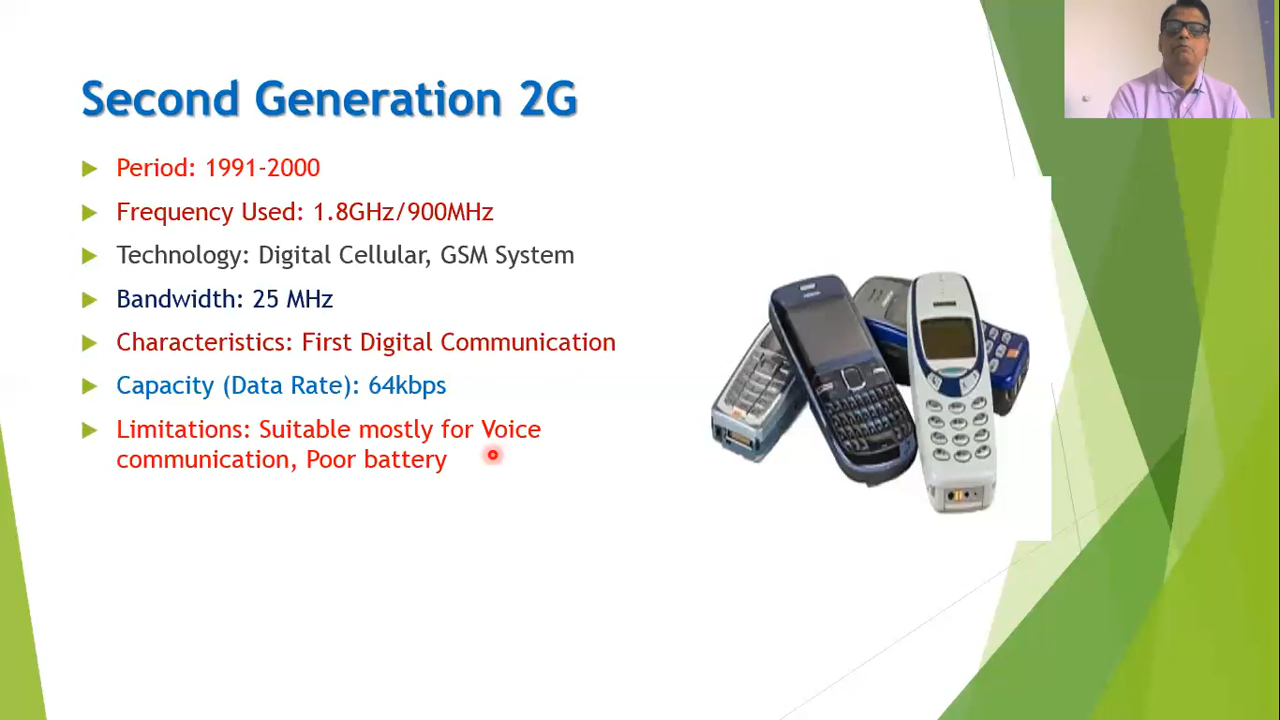 Second Generation 2G
Period: 1991-2000
Frequency Used: 1.8GHz/900MHz
Technology: Digital Cellular, GSM System
Bandwidth: 25 MHz
Characteristics: First Digital Communication
Capacity (Data Rate): 64kbps
Limitations: Suitable mostly for Voice
communication, Poor battery